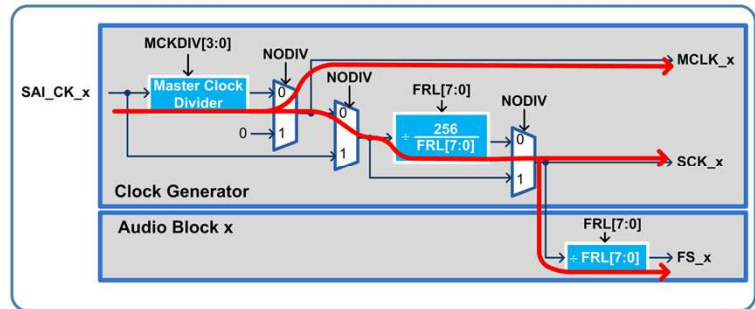 MCKDIV[3:0]
NODIV
MCLK_x
NODIV
SAI_CK_x
Master Clock
Divider
0
FRL[7:0]
NODIV
0
0
1
÷ 256
FRL[7:0]
0
1
1
SCK_x
Clock Generator
Audio Block x
FRL[7:0]
÷ FRL[7:0]
FS_x